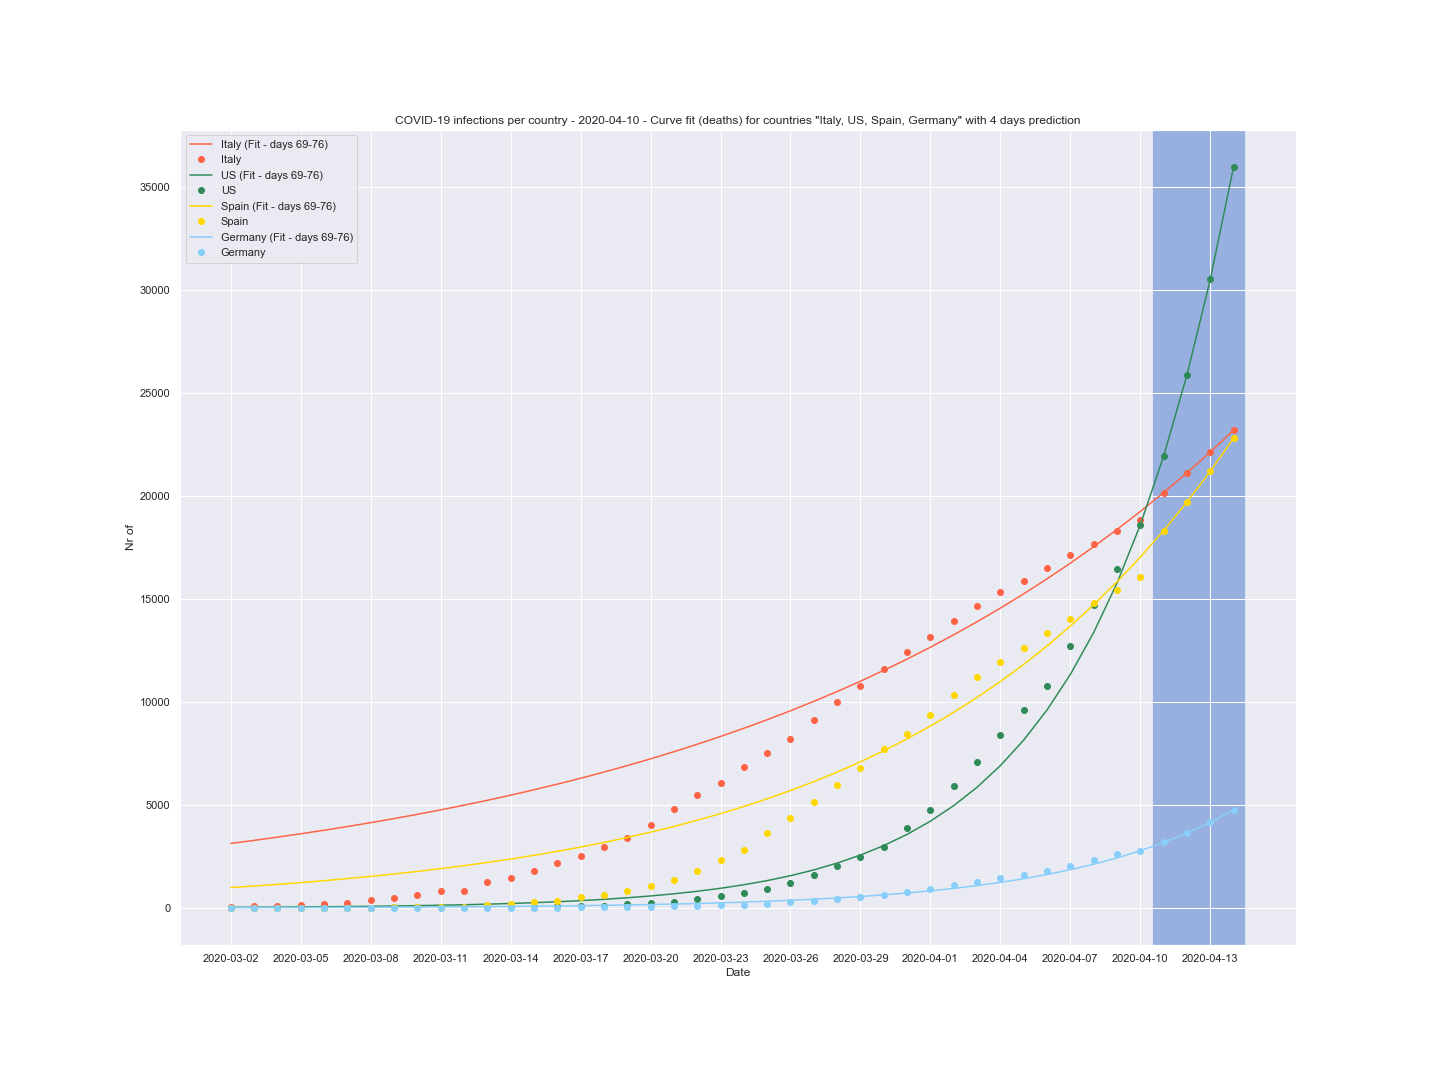 COVID-19 infections per country - 2020-04-10 - Curve fit (deaths) for countries "Italy, US, Spain, Germany" with 4 days prediction
Italy (Fit - days 69-76)
Italy
US (Fit - days 69-76)
US
Spain (Fit - days 69-76)
Spain
Germany (Fit - days 69-76)
Germany
35000
30000
25000
20000
15000
10000
5000
0
Nr of
2020-03-02 2020-03-05 2020-03-08 2020-03-11 2020-03-14 2020-03-17 2020-03-20 2020-03-23 2020-03-26 2020-03-29 2020-04-01 2020-04-04 2020-04-07 2020-04-10 2020-04-13
Date